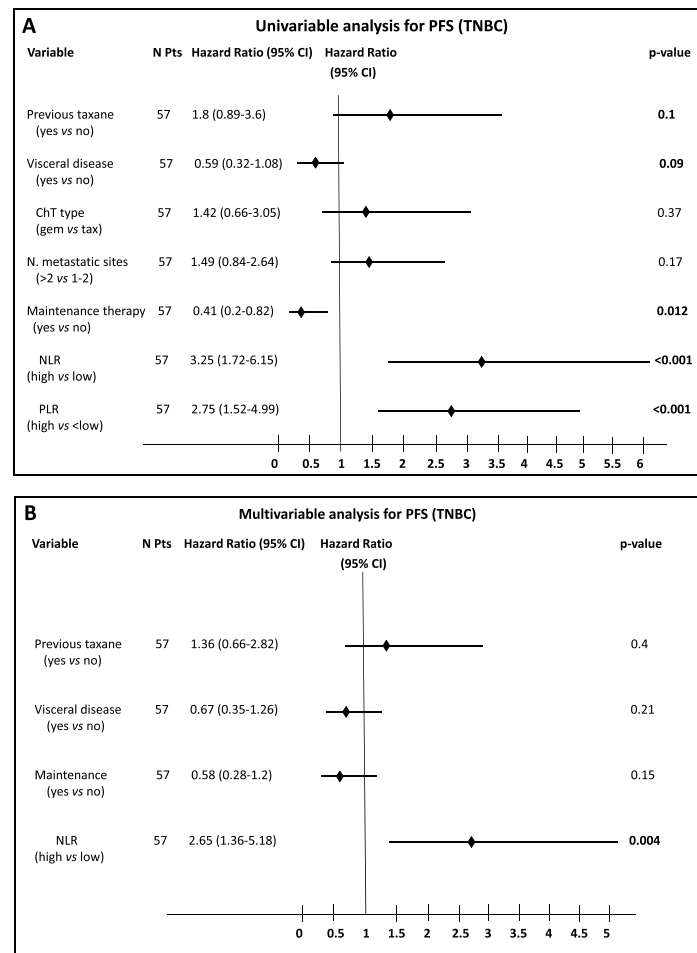 A
Univariable analysis for PFS (TNBC)
Variable N Pts Hazard Ratio (95% CI) Hazard Ratio p-value
(95% CI)
Previous taxane 57 1.8 (0.89-3.6) 0.1
(yes vs no)
Visceral disease 57 0.59 (0.32-1.08) 0.09
(yes vs no)
ChT type 57 1.42 (0.66-3.05) 0.37
(gem vs tax)
N. metastatic sites 57 1.49 (0.84-2.64) 0.17
(>2 vs 1-2)
Maintenance therapy 57 0.41 (0.2-0.82) 0.012
(yes vs no)
NLR 57 3.25 (1.72-6.15) <0.001
(high vs low)
PLR 57 2.75 (1.52-4.99) <0.001
(high vs <low)
0 0.5 1 1.5 2 2.5 3 3.5 4 4.5 5 5.5 6
B
Multivariable analysis for PFS (TNBC)
Variable N Pts Hazard Ratio (95% CI) Hazard Ratio p-value
(95% CI)
Previous taxane 57 1.36 (0.66-2.82) 0.4
(yes vs no)
Visceral disease 57 0.67 (0.35-1.26) 0.21
(yes vs no)
Maintenance 57 0.58 (0.28-1.2) 0.15
(yes vs no)
NLR 57 2.65 (1.36-5.18) 0.004
(high vs low)
0 0.5 1 1.5 2 2.5 3 3.5 4 4.5 5